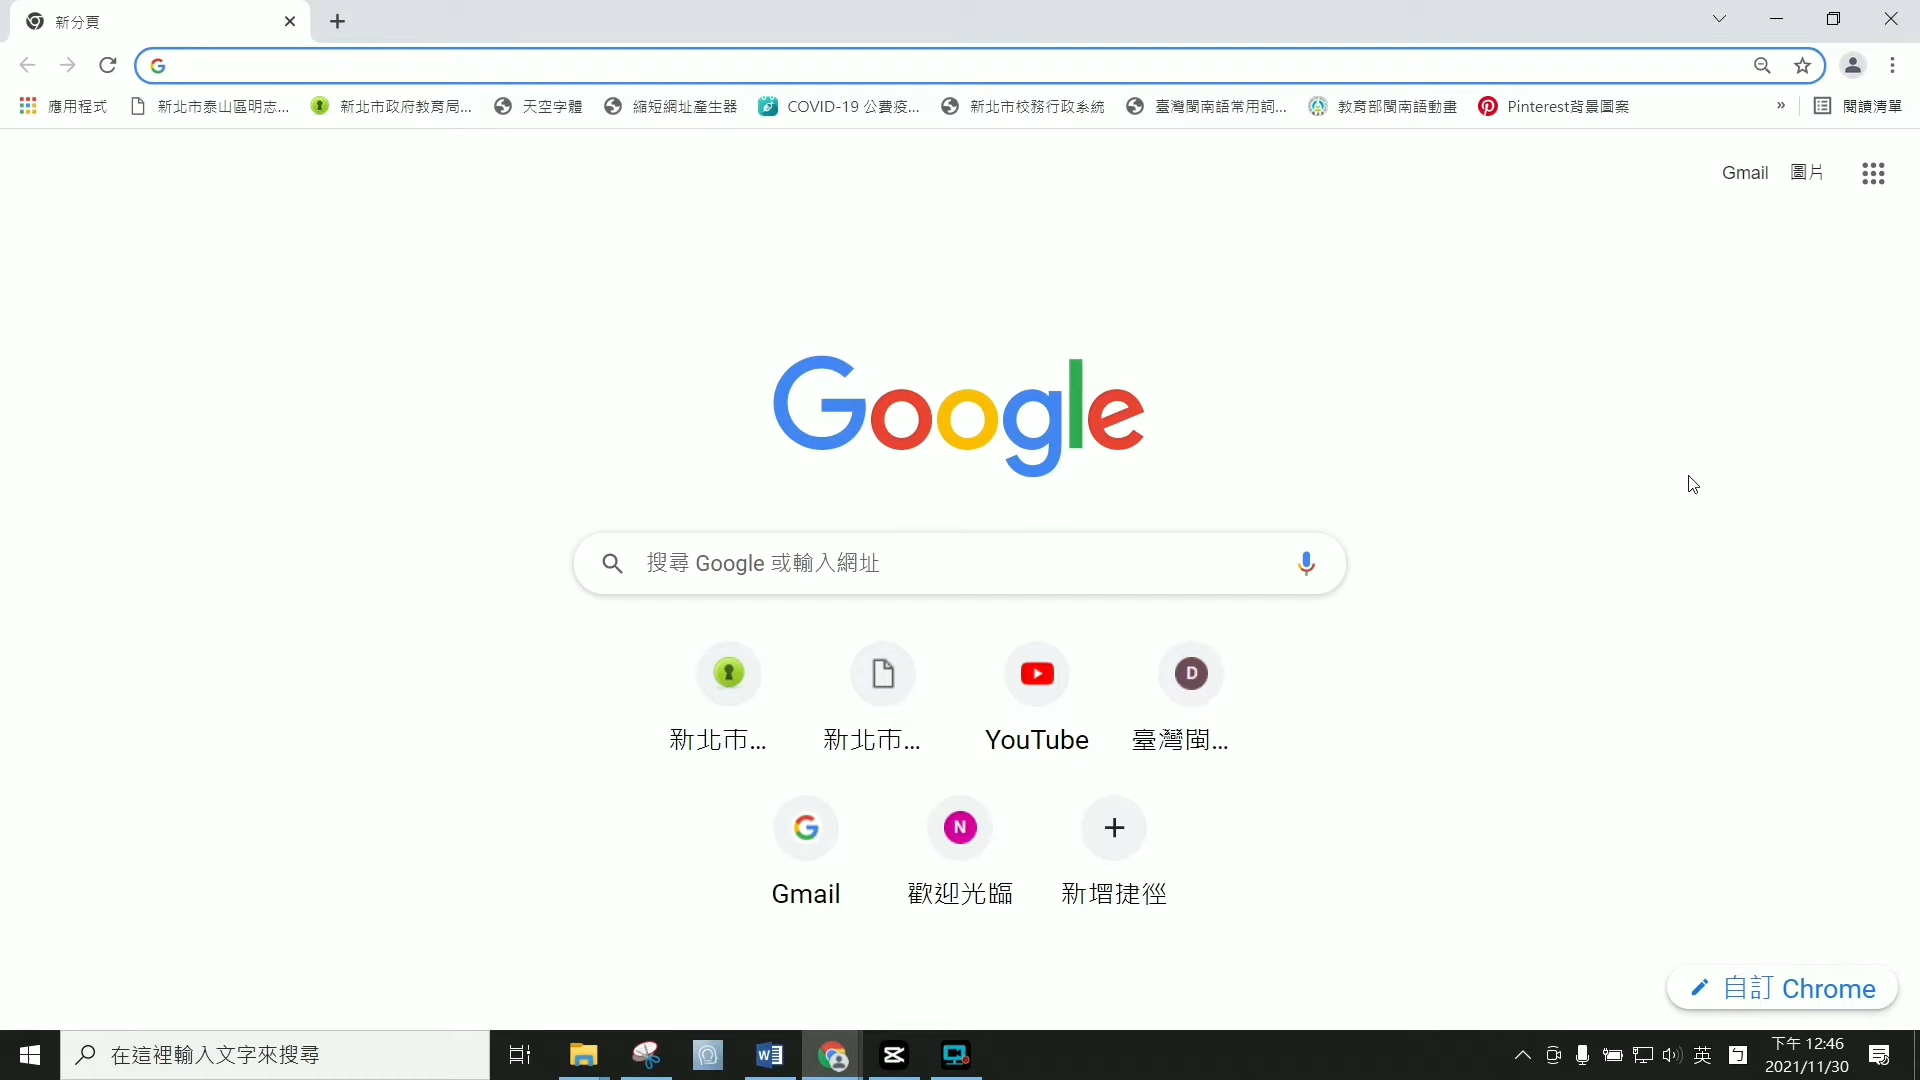 新分頁
應用程式 新北市泰山區明志... 新北市政府教育局... 天空字體 縮短網址產生器 COVID-19 公費疫... 新北市校務行政系統 臺灣閩南語常用詞... 教育部閩南語動畫 Pinterest背景圖案 » 閱讀清單
Gmail 圖片
Google
搜尋 Google 或輸入網址
D
新北市... 新北市... YouTube 臺灣閩...
N
Gmail 歡迎光臨 新增捷徑
自訂 Chrome
在這裡輸入文字來搜尋
英
下午 12:46
2021/11/30